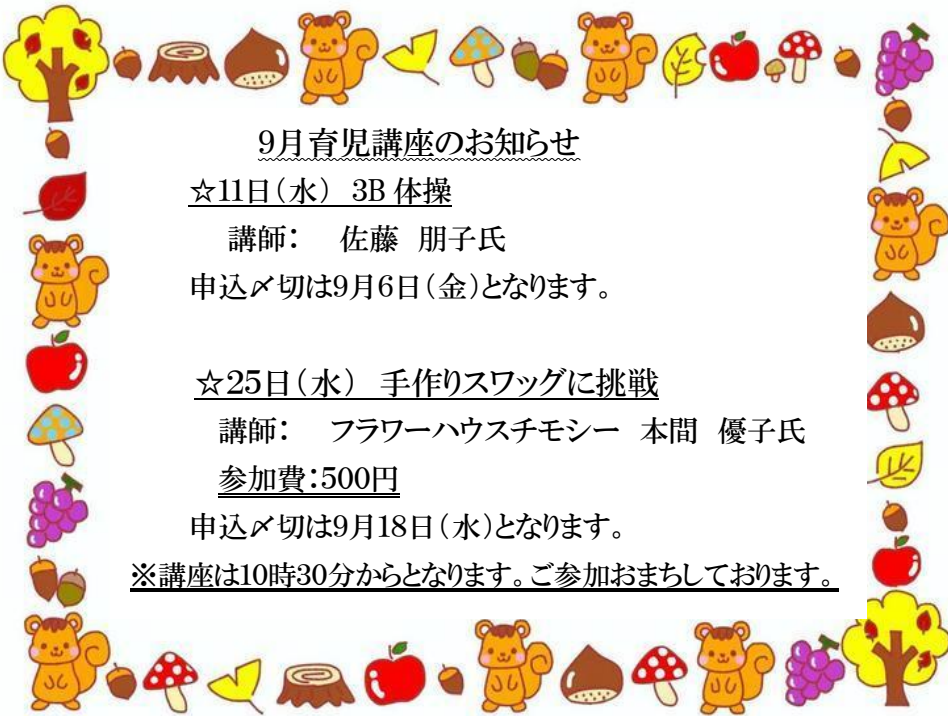 9月育児講座のお知らせ
☆11日（水） 3B 体操
講師： 佐藤 朋子氏
申込〆切は9月6日（金）となります。
☆25日（水） 手作りスワッグに挑戦
講師： フラワーハウスチモシー 本間 優子氏
参加費：500円
申込〆切は9月18日（水）となります。
※講座は10時30分からとなります。ご参加おまちしております。